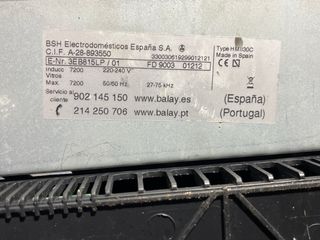 BSH Electrodomésticos España S.A.
C.I.F. A-28-893550 330030619299012121 Type HMI30C
E-Nr. 3EB815LP / 01 FD 9003 01212 Made in Spain
Induc 7200 220-240 V~
Vitros
Max. 7200 50/60 Hz 27-75 kHz
Servicio al cliente 902 145 150 www.balay.es (España)
214 250 706 www.balay.pt (Portugal)